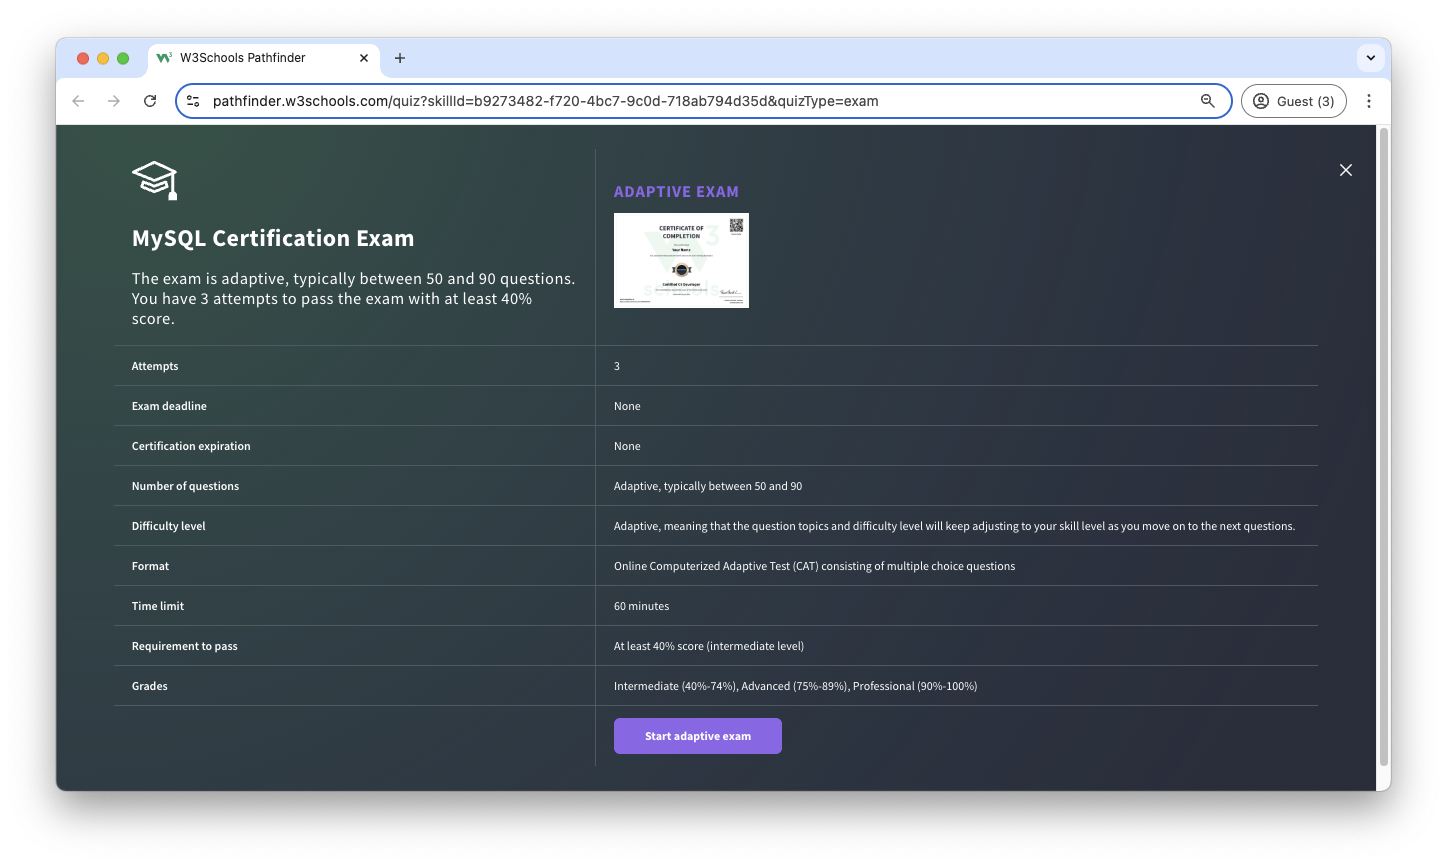 W3Schools Pathfinder
pathfinder.w3schools.com/quiz?skillId=b9273482-f720-4bc7-9c0d-718ab794d35d&quizType=exam
Guest (3)
MySQL Certification Exam
The exam is adaptive, typically between 50 and 90 questions.
You have 3 attempts to pass the exam with at least 40%
score.
ADAPTIVE EXAM
CERTIFICATE OF
COMPLETION
Your Name
Attempts
3
Exam deadline
None
Certification expiration
None
Number of questions
Adaptive, typically between 50 and 90
Difficulty level
Adaptive, meaning that the question topics and difficulty level will keep adjusting to your skill level as you move on to the next questions.
Format
Online Computerized Adaptive Test (CAT) consisting of multiple choice questions
Time limit
60 minutes
Requirement to pass
At least 40% score (intermediate level)
Grades
Intermediate (40%-74%), Advanced (75%-89%), Professional (90%-100%)
Start adaptive exam